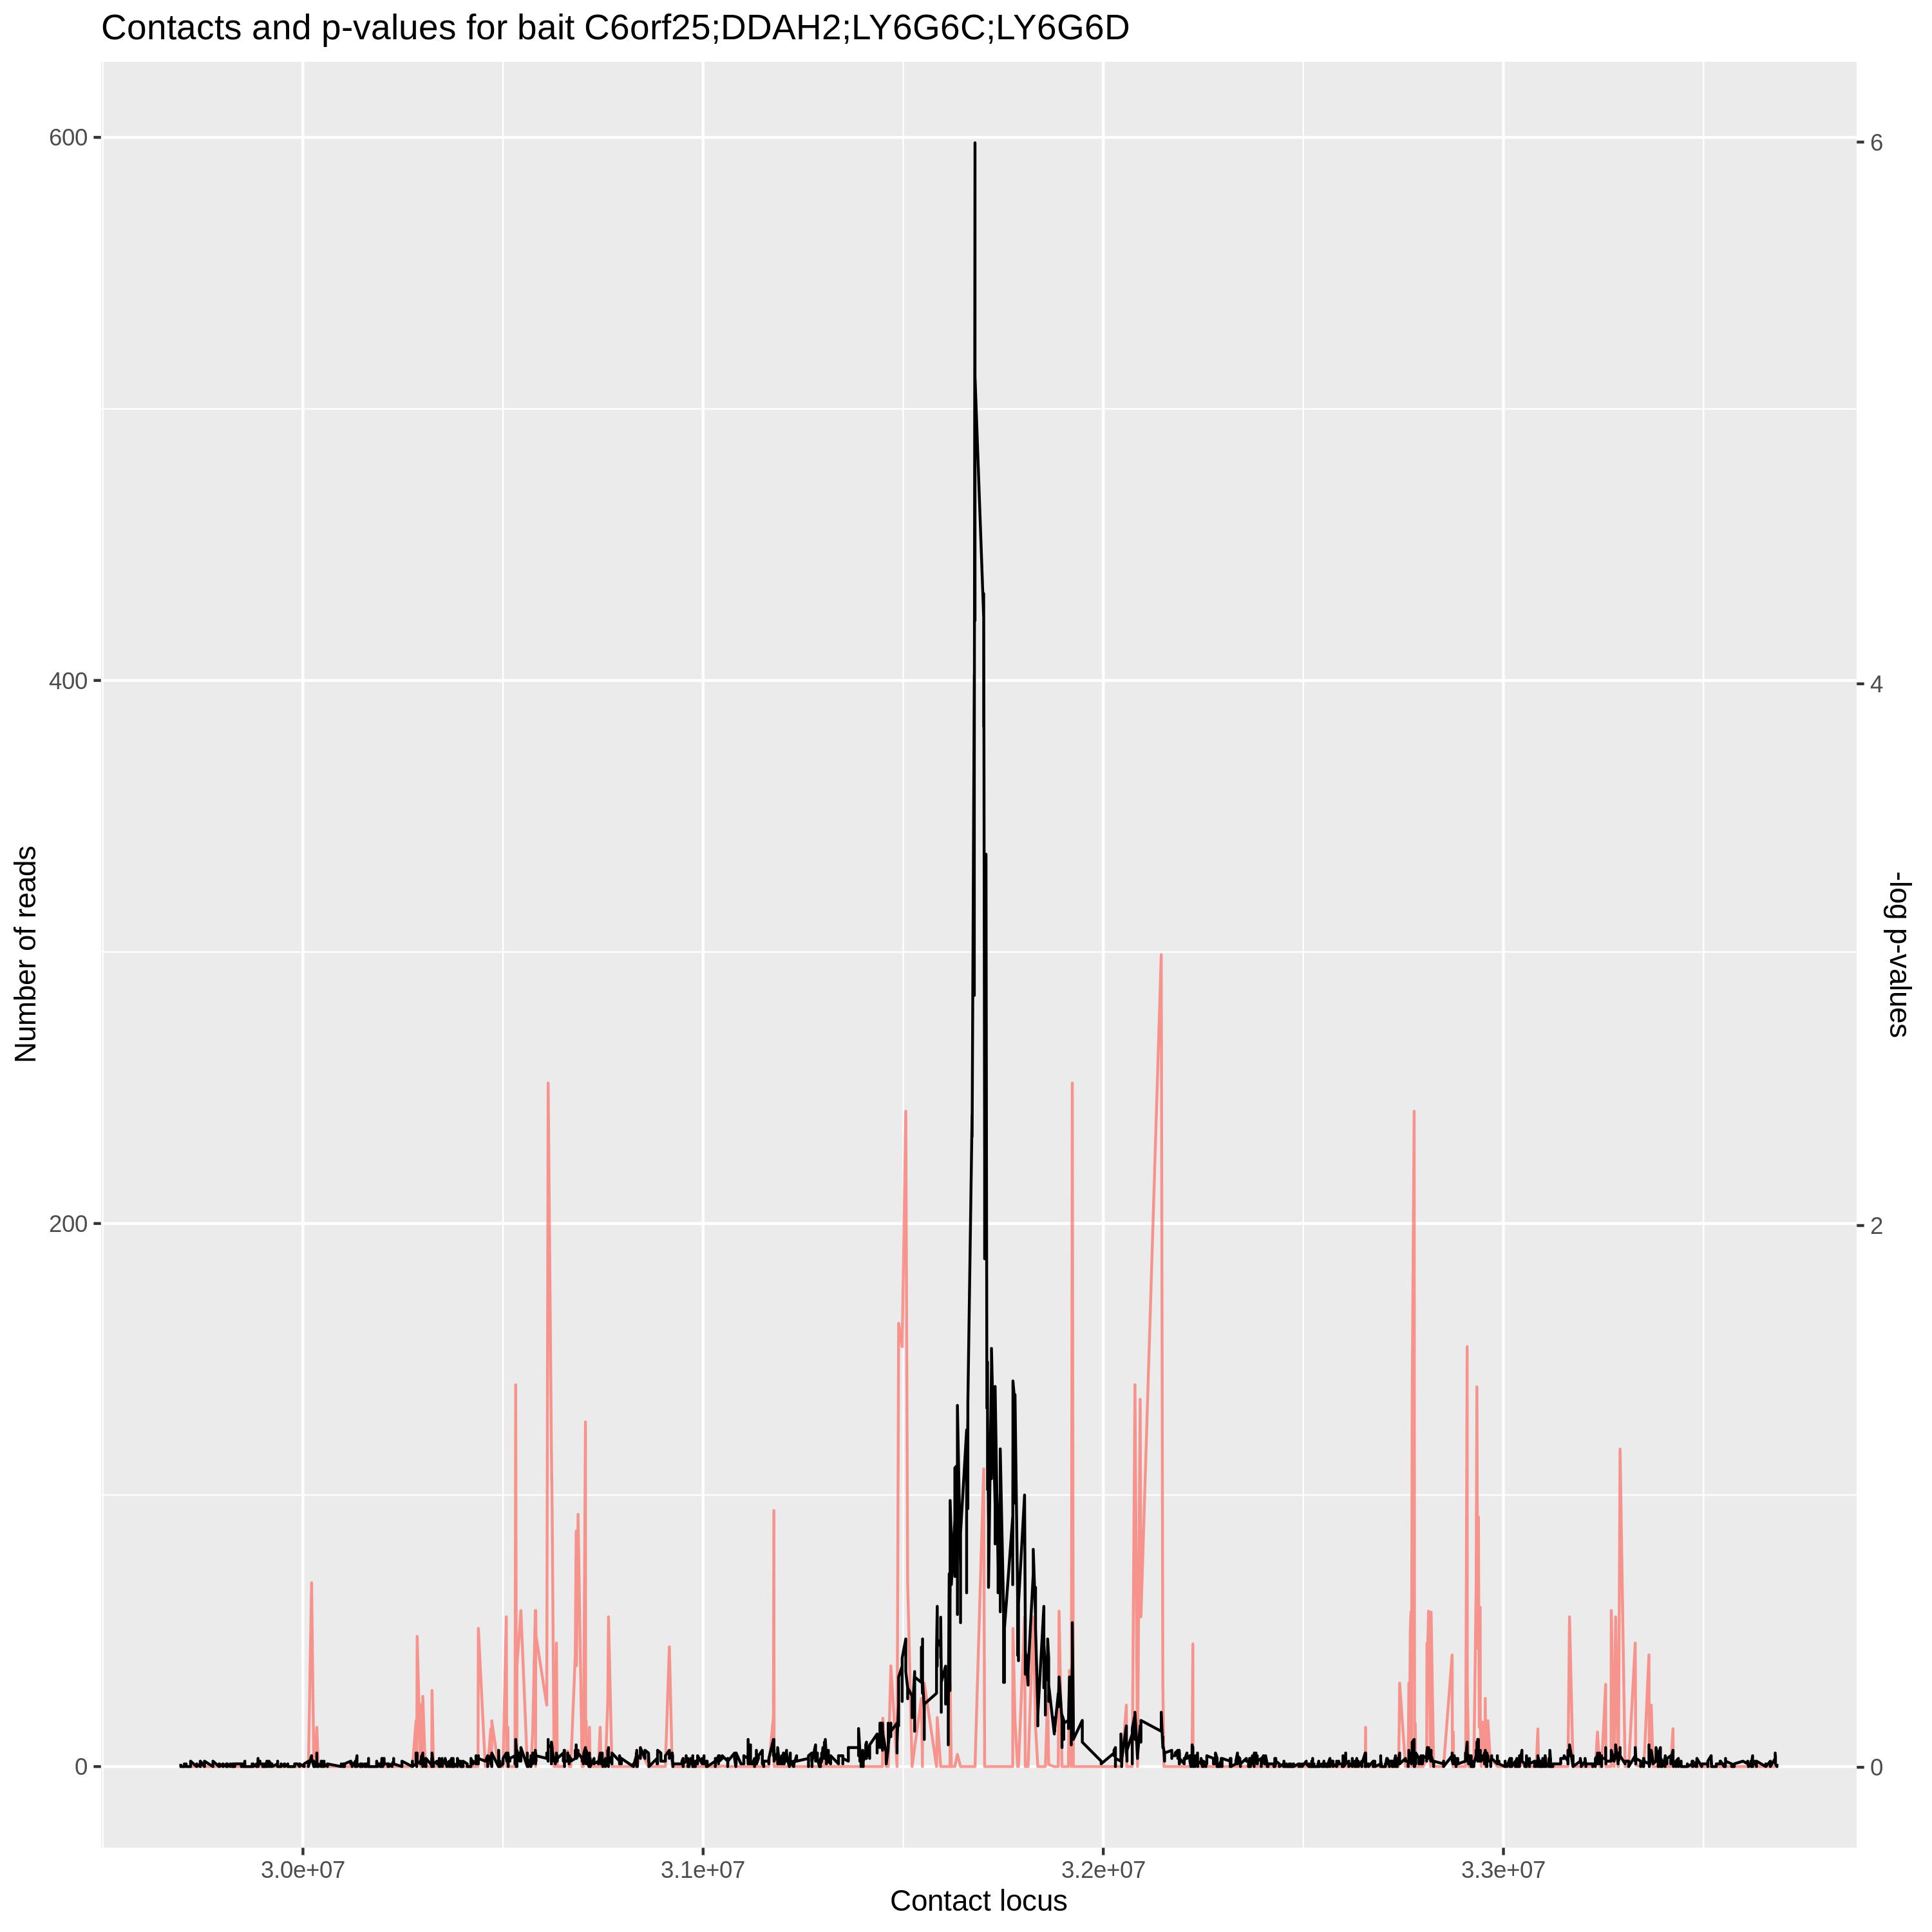 Contacts and p-values for bait C6orf25;DDAH2;LY6G6C;LY6G6D
600
400
200
0
Number of reads
6
4
2
0
-log p-values
3.0e+07
3.1e+07
3.2e+07
3.3e+07
Contact locus